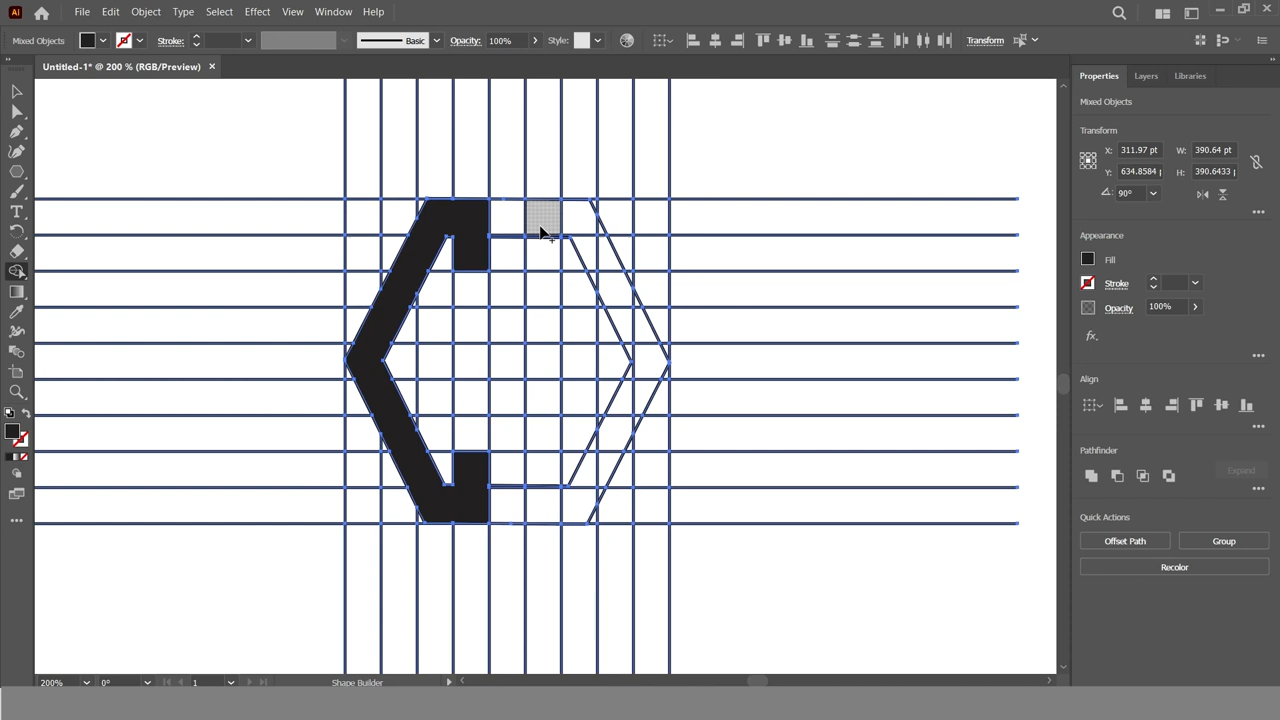 Ai File Edit Object Type Select Effect View Window Help
Mixed Objects Stroke: Basic Opacity: 100% Style: Transform
Untitled-1* @ 200 % (RGB/Preview) ×
Properties Layers Libraries
Mixed Objects
Transform
X: 311.97 pt W: 390.64 pt
Y: 634.8584 p H: 390.6433 p
90°
Appearance
Fill
Stroke
Opacity 100%
fx.
Align
Pathfinder
Expand
Quick Actions
Offset Path Group
Recolor
200% 0° 1 Shape Builder